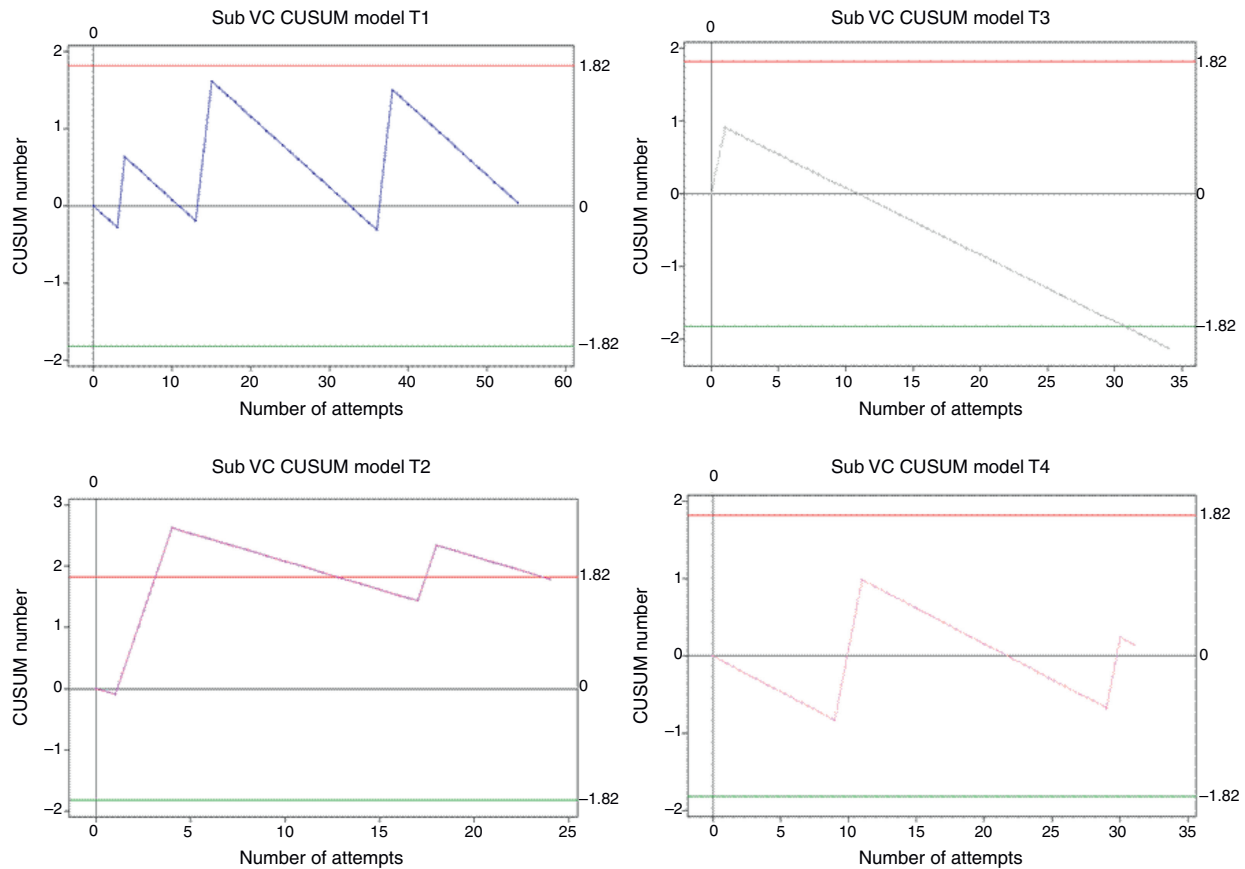 Sub VC CUSUM model T1
0
2
1
0
–1
–2
1.82
0
–1.82
0 10 20 30 40 50 60
Number of attempts
CUSUM number
Sub VC CUSUM model T3
0
2
1
0
–1
–2
1.82
0
–1.82
0 5 10 15 20 25 30 35
Number of attempts
CUSUM number
Sub VC CUSUM model T2
0
3
2
1
0
–1
–2
1.82
0
–1.82
0 5 10 15 20 25
Number of attempts
CUSUM number
Sub VC CUSUM model T4
0
2
1
0
–1
–2
1.82
0
–1.82
0 5 10 15 20 25 30 35
Number of attempts
CUSUM number